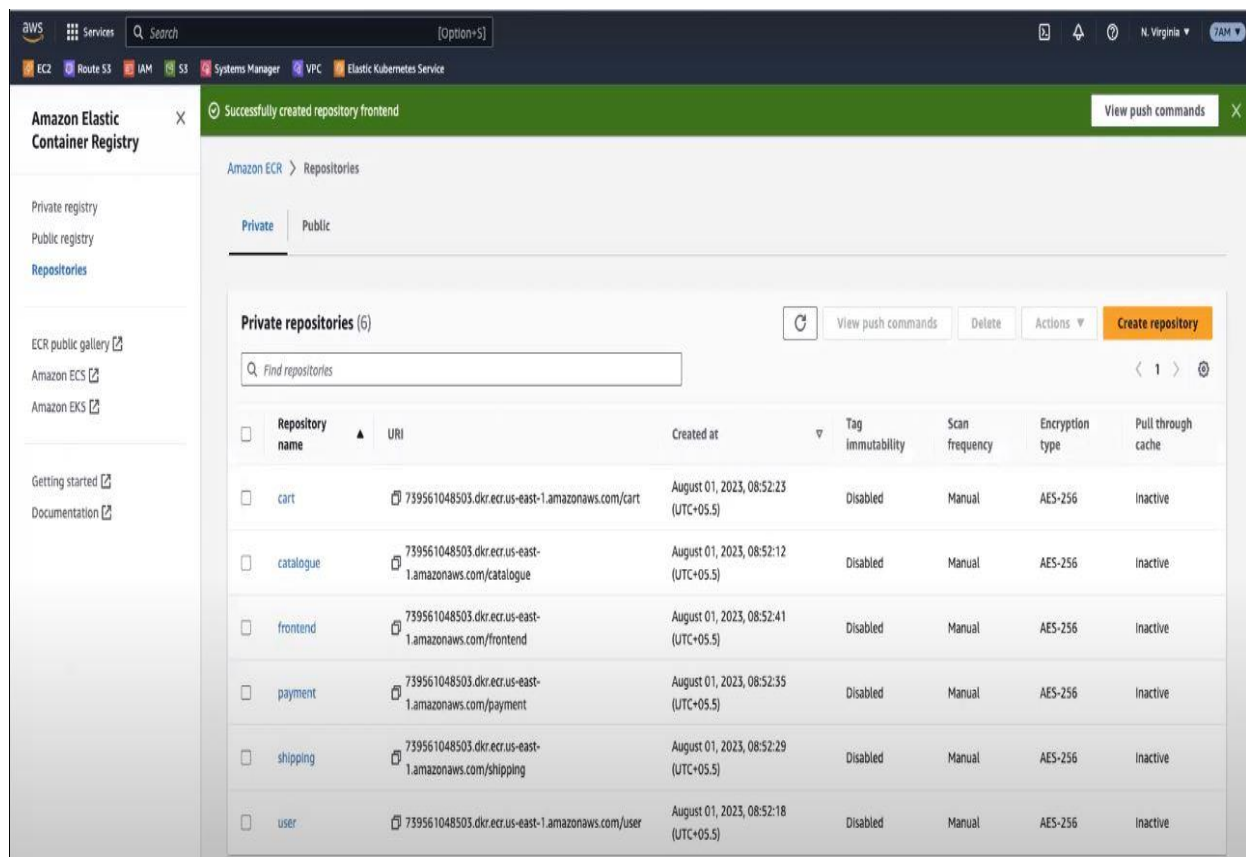 aws Services Search [Option+S] N. Virginia 7AM
EC2 Route 53 IAM S3 Systems Manager VPC Elastic Kubernetes Service
Amazon Elastic
Container Registry
Private registry
Public registry
Repositories
ECR public gallery
Amazon ECS
Amazon EKS
Getting started
Documentation
Successfully created repository frontend View push commands
Amazon ECR > Repositories
Private Public
Private repositories (6) View push commands Delete Actions Create repository
Find repositories 1
Repository
name URI Created at Tag
immutability Scan
frequency Encryption
type Pull through
cache
cart 739561048503.dkr.ecr.us-east-1.amazonaws.com/cart August 01, 2023, 08:52:23
(UTC+05.5) Disabled Manual AES-256 Inactive
catalogue 739561048503.dkr.ecr.us-east-
1.amazonaws.com/catalogue August 01, 2023, 08:52:12
(UTC+05.5) Disabled Manual AES-256 Inactive
frontend 739561048503.dkr.ecr.us-east-
1.amazonaws.com/frontend August 01, 2023, 08:52:41
(UTC+05.5) Disabled Manual AES-256 Inactive
payment 739561048503.dkr.ecr.us-east-
1.amazonaws.com/payment August 01, 2023, 08:52:35
(UTC+05.5) Disabled Manual AES-256 Inactive
shipping 739561048503.dkr.ecr.us-east-
1.amazonaws.com/shipping August 01, 2023, 08:52:29
(UTC+05.5) Disabled Manual AES-256 Inactive
user 739561048503.dkr.ecr.us-east-1.amazonaws.com/user August 01, 2023, 08:52:18
(UTC+05.5) Disabled Manual AES-256 Inactive